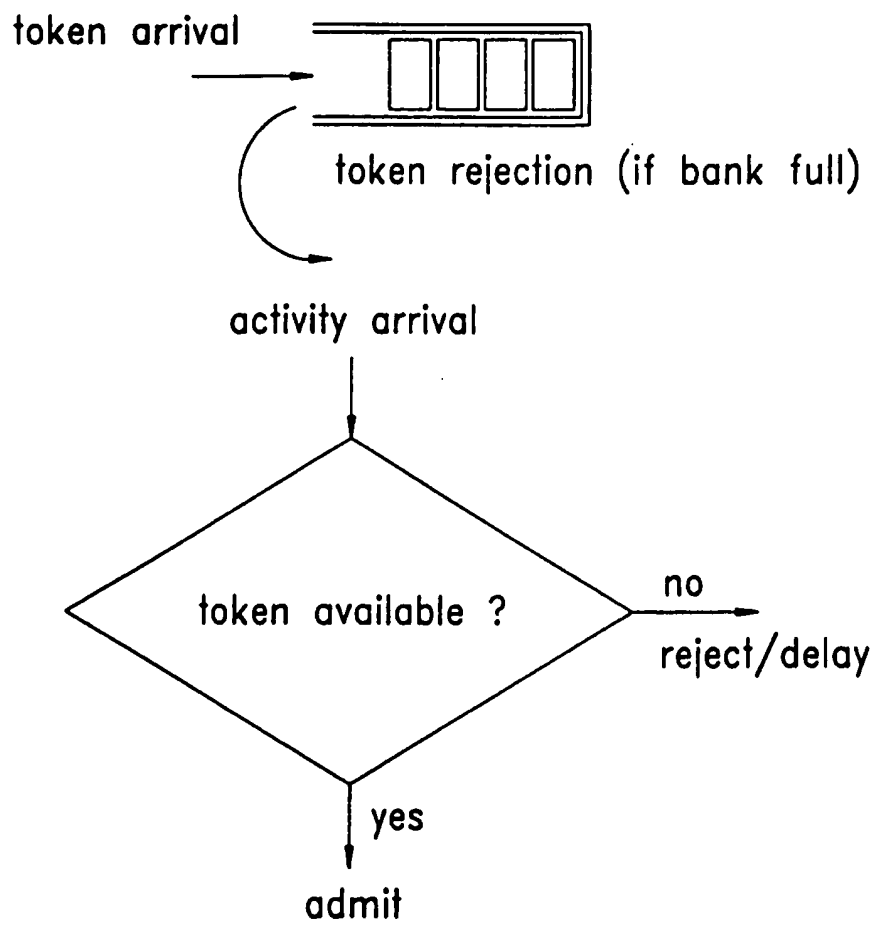 token arrival
token rejection (if bank full)
activity arrival
token available ?
no
reject/delay
yes
admit